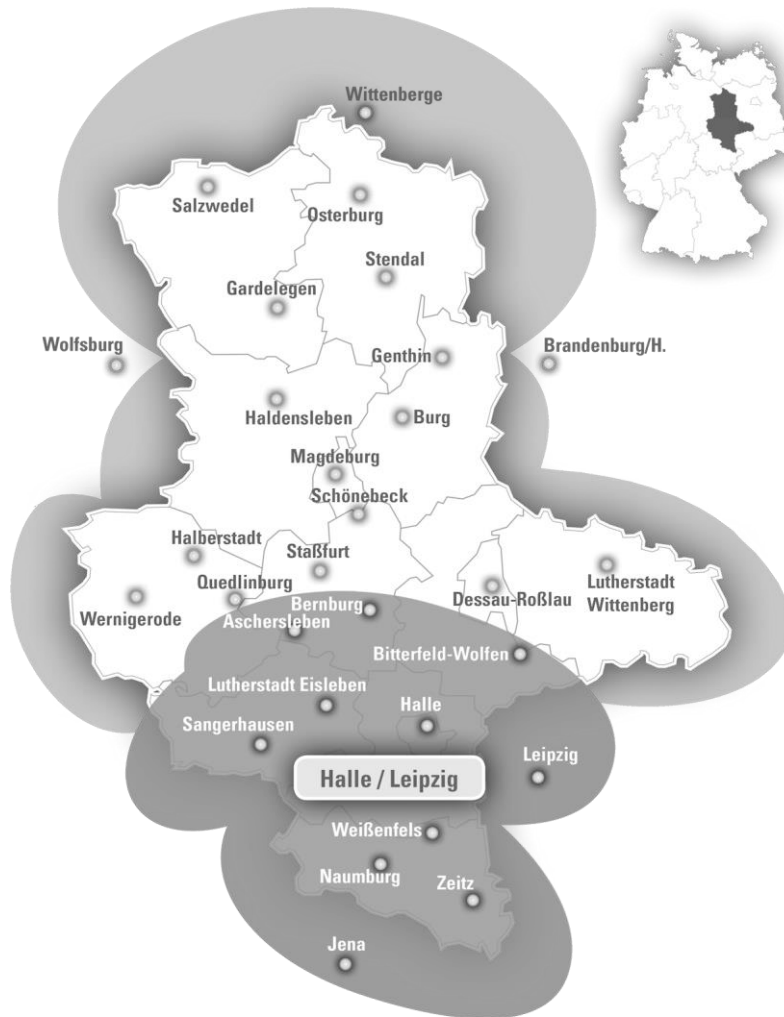 Wittenberge
Salzwedel
Osterburg
Stendal
Gardelegen
Wolfsburg
Genthin
Brandenburg/H.
Haldensleben
Burg
Magdeburg
Schönebeck
Halberstadt
Staßfurt
Quedlinburg
Wernigerode
Dessau-Roßlau
Lutherstadt
Wittenberg
Bernburg
Aschersleben
Bitterfeld-Wolfen
Lutherstadt Eisleben
Halle
Sangerhausen
Leipzig
Halle / Leipzig
Weißenfels
Naumburg
Zeitz
Jena